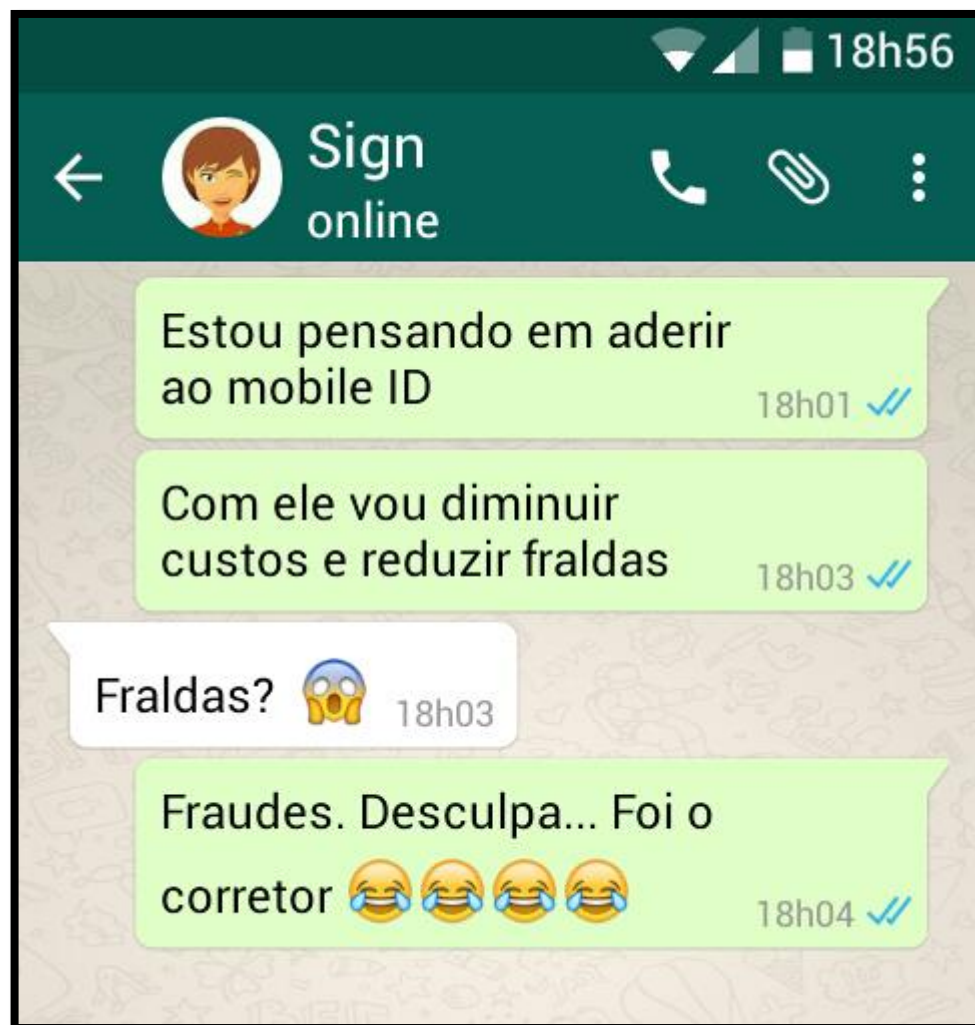 18h56
Sign
online
Estou pensando em aderir
ao mobile ID
18h01
Com ele vou diminuir
custos e reduzir fraldas
18h03
Fraldas? 😱 18h03
Fraudes. Desculpa... Foi o
corretor 😂😂😂😂
18h04